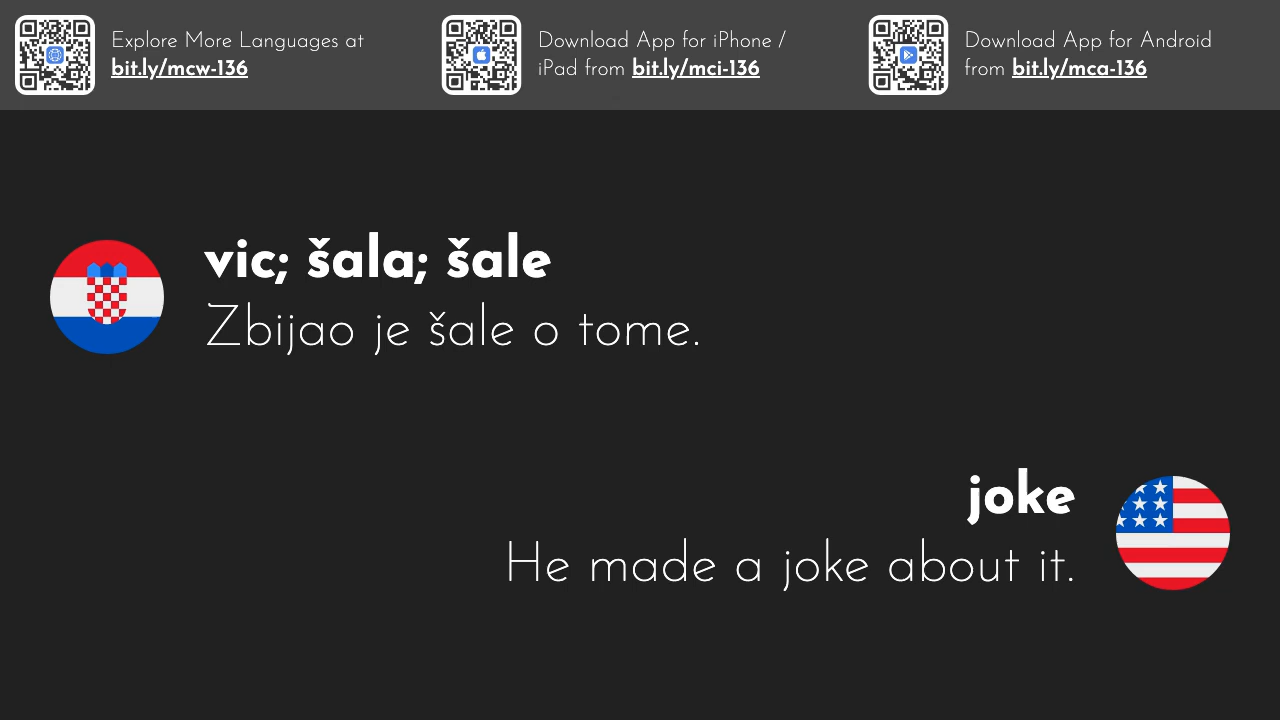 Explore More Languages at
bit.ly/mcw-136
Download App for iPhone /
iPad from bit.ly/mci-136
Download App for Android
from bit.ly/mca-136
vic; šala; šale
Zbijao je šale o tome.
joke
He made a joke about it.